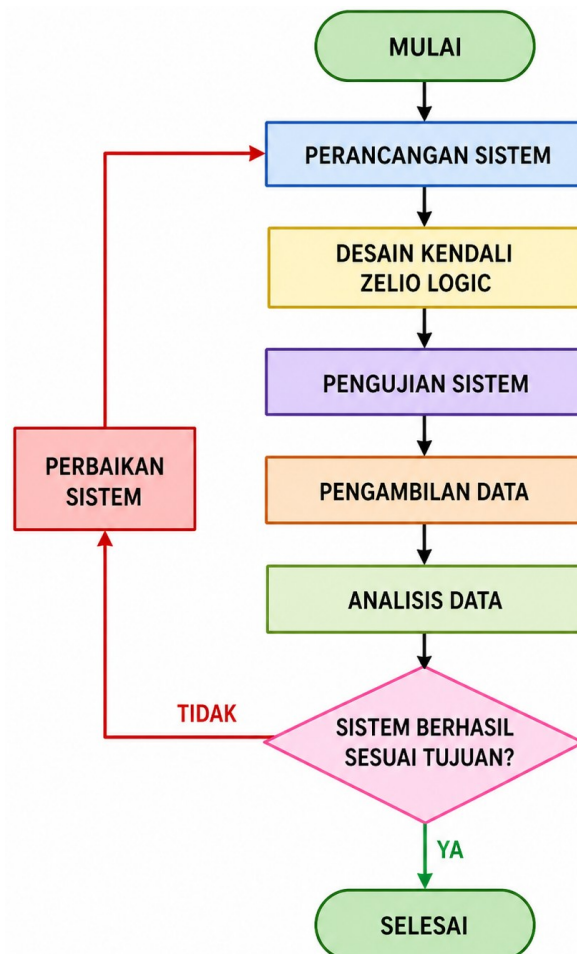 MULAI
PERANCANGAN SISTEM
DESAIN KENDALI
ZELIO LOGIC
PENGUJIAN SISTEM
PERBAIKAN
SISTEM
PENGAMBILAN DATA
ANALISIS DATA
TIDAK
SISTEM BERHASIL
SESUAI TUJUAN?
YA
SELESAI